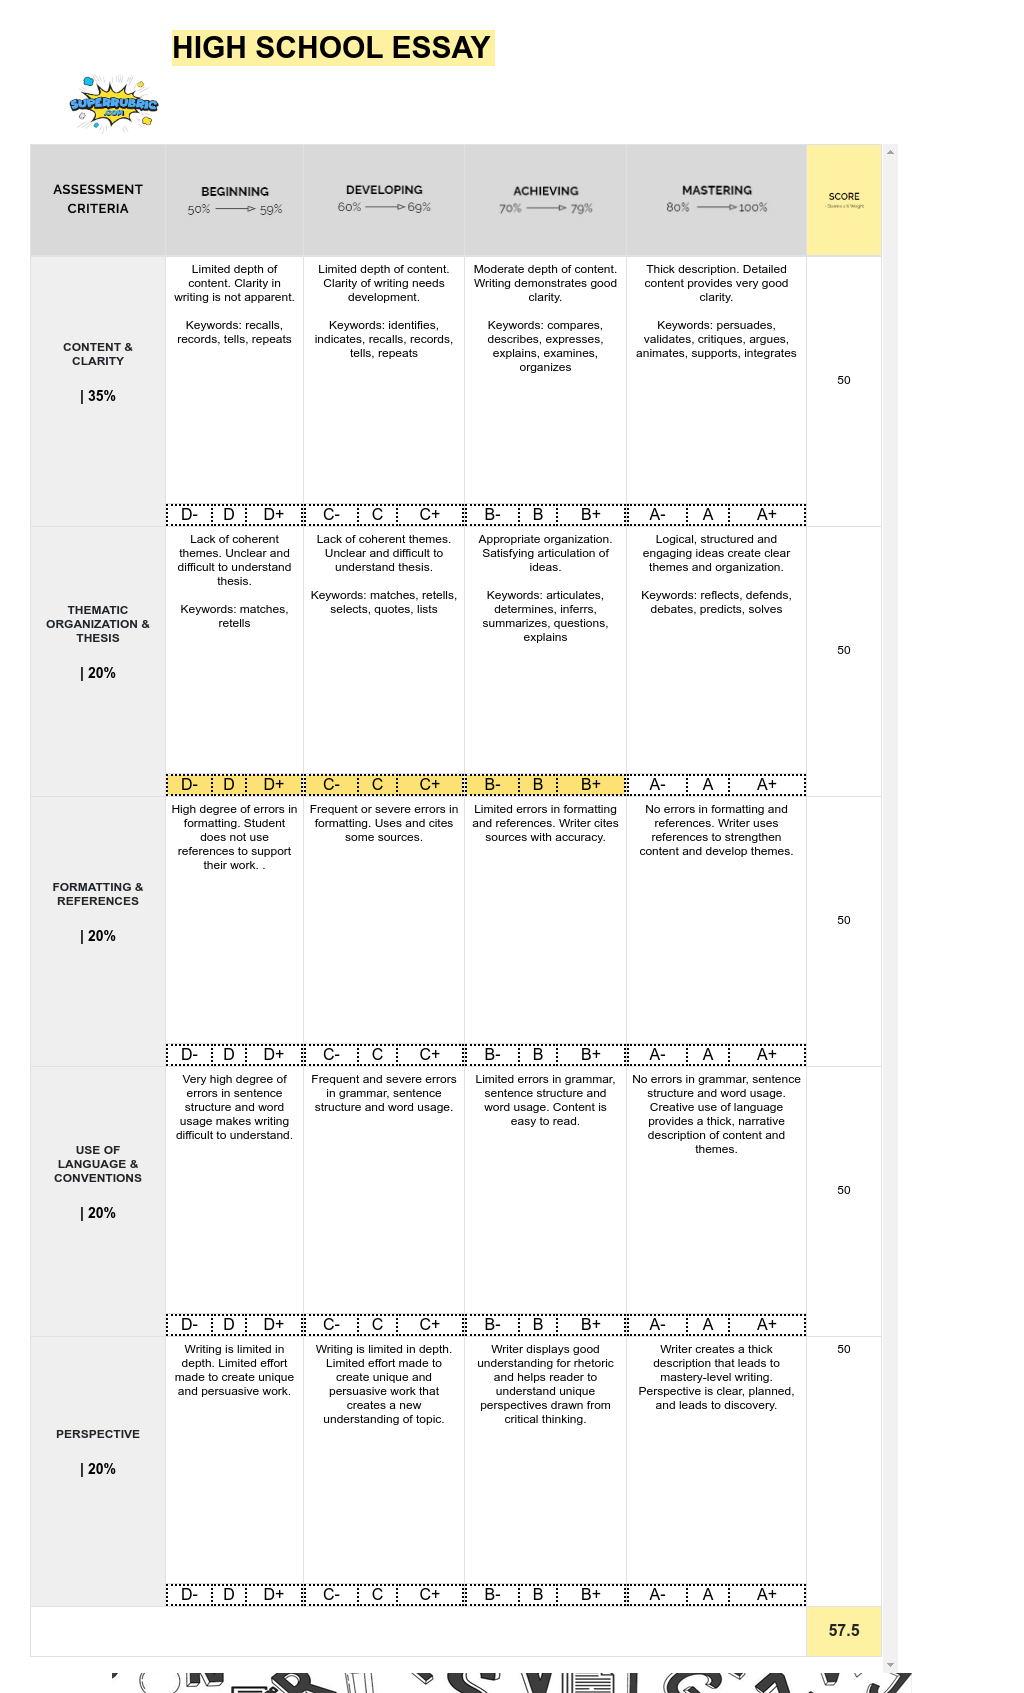 HIGH SCHOOL ESSAY
SUPERRUBRIC
.COM
ASSESSMENT
CRITERIA
BEGINNING
50% 59%
DEVELOPING
60% 69%
ACHIEVING
70% 79%
MASTERING
80% 100%
SCORE
CONTENT &
CLARITY
| 35%
Limited depth of
content. Clarity in
writing is not apparent.
Keywords: recalls,
records, tells, repeats
Limited depth of content.
Clarity of writing needs
development.
Keywords: identifies,
indicates, recalls, records,
tells, repeats
Moderate depth of content.
Writing demonstrates good
clarity.
Keywords: compares,
describes, expresses,
explains, examines,
organizes
Thick description. Detailed
content provides very good
clarity.
Keywords: persuades,
validates, critiques, argues,
animates, supports, integrates
50
D- D D+ C- C C+ B- B B+ A- A A+
THEMATIC
ORGANIZATION &
THESIS
| 20%
Lack of coherent
themes. Unclear and
difficult to understand
thesis.
Keywords: matches,
retells
Lack of coherent themes.
Unclear and difficult to
understand thesis.
Keywords: matches, retells,
selects, quotes, lists
Appropriate organization.
Satisfying articulation of
ideas.
Keywords: articulates,
determines, inferrs,
summarizes, questions,
explains
Logical, structured and
engaging ideas create clear
themes and organization.
Keywords: reflects, defends,
debates, predicts, solves
50
D- D D+ C- C C+ B- B B+ A- A A+
FORMATTING &
REFERENCES
| 20%
High degree of errors in
formatting. Student
does not use
references to support
their work. .
Frequent or severe errors in
formatting. Uses and cites
some sources.
Limited errors in formatting
and references. Writer cites
sources with accuracy.
No errors in formatting and
references. Writer uses
references to strengthen
content and develop themes.
50
D- D D+ C- C C+ B- B B+ A- A A+
USE OF
LANGUAGE &
CONVENTIONS
| 20%
Very high degree of
errors in sentence
structure and word
usage makes writing
difficult to understand.
Frequent and severe errors
in grammar, sentence
structure and word usage.
Limited errors in grammar,
sentence structure and
word usage. Content is
easy to read.
No errors in grammar, sentence
structure and word usage.
Creative use of language
provides a thick, narrative
description of content and
themes.
50
D- D D+ C- C C+ B- B B+ A- A A+
PERSPECTIVE
| 20%
Writing is limited in
depth. Limited effort
made to create unique
and persuasive work.
Writing is limited in depth.
Limited effort made to
create unique and
persuasive work that
creates a new
understanding of topic.
Writer displays good
understanding for rhetoric
and helps reader to
understand unique
perspectives drawn from
critical thinking.
Writer creates a thick
description that leads to
mastery-level writing.
Perspective is clear, planned,
and leads to discovery.
50
D- D D+ C- C C+ B- B B+ A- A A+
57.5